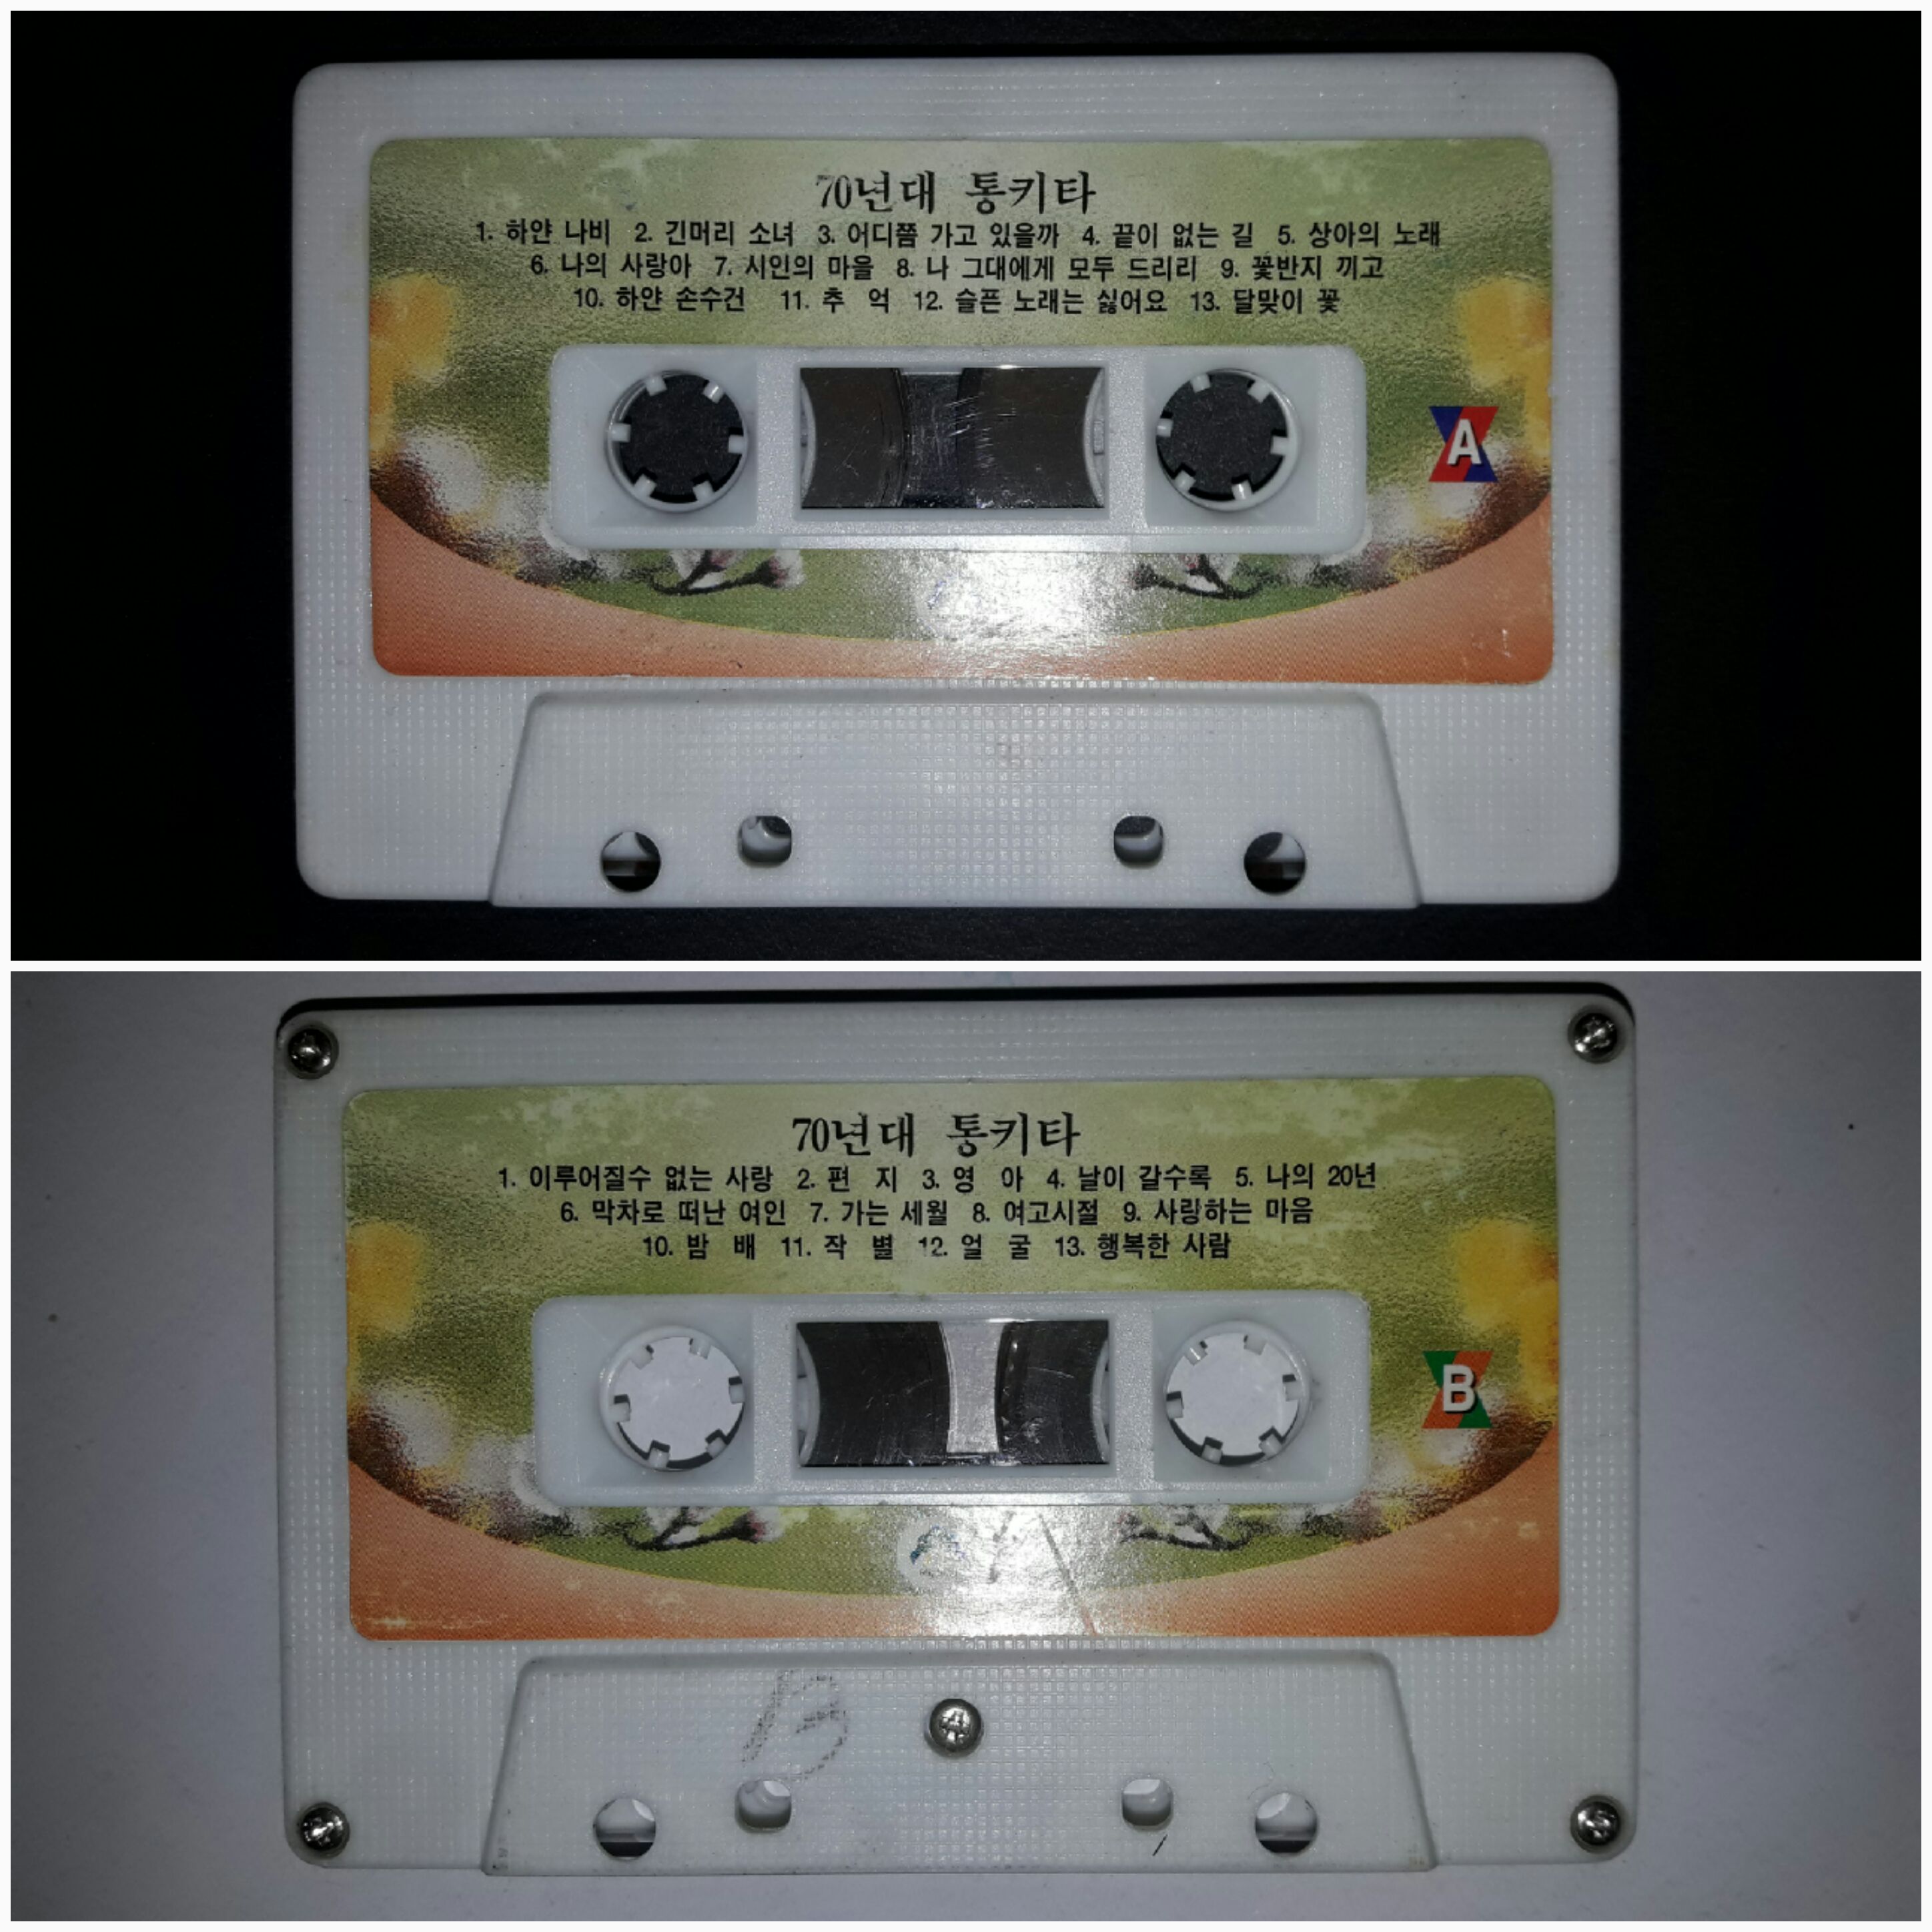 70년대 통키타
1. 하얀 나비 2. 긴머리 소녀 3. 어디쯤 가고 있을까 4. 끝이 없는 길 5. 상아의 노래
6. 나의 사랑아 7. 시인의 마을 8. 나 그대에게 모두 드리리 9. 꽃반지 끼고
10. 하얀 손수건 11. 추 억 12. 슬픈 노래는 싫어요 13. 달맞이 꽃
A
70년대 통키타
1. 이루어질수 없는 사랑 2. 편 지 3. 영 아 4. 날이 갈수록 5. 나의 20년
6. 막차로 떠난 여인 7. 가는 세월 8. 여고시절 9. 사랑하는 마음
10. 밤 배 11. 작 별 12. 얼 굴 13. 행복한 사람
B
B